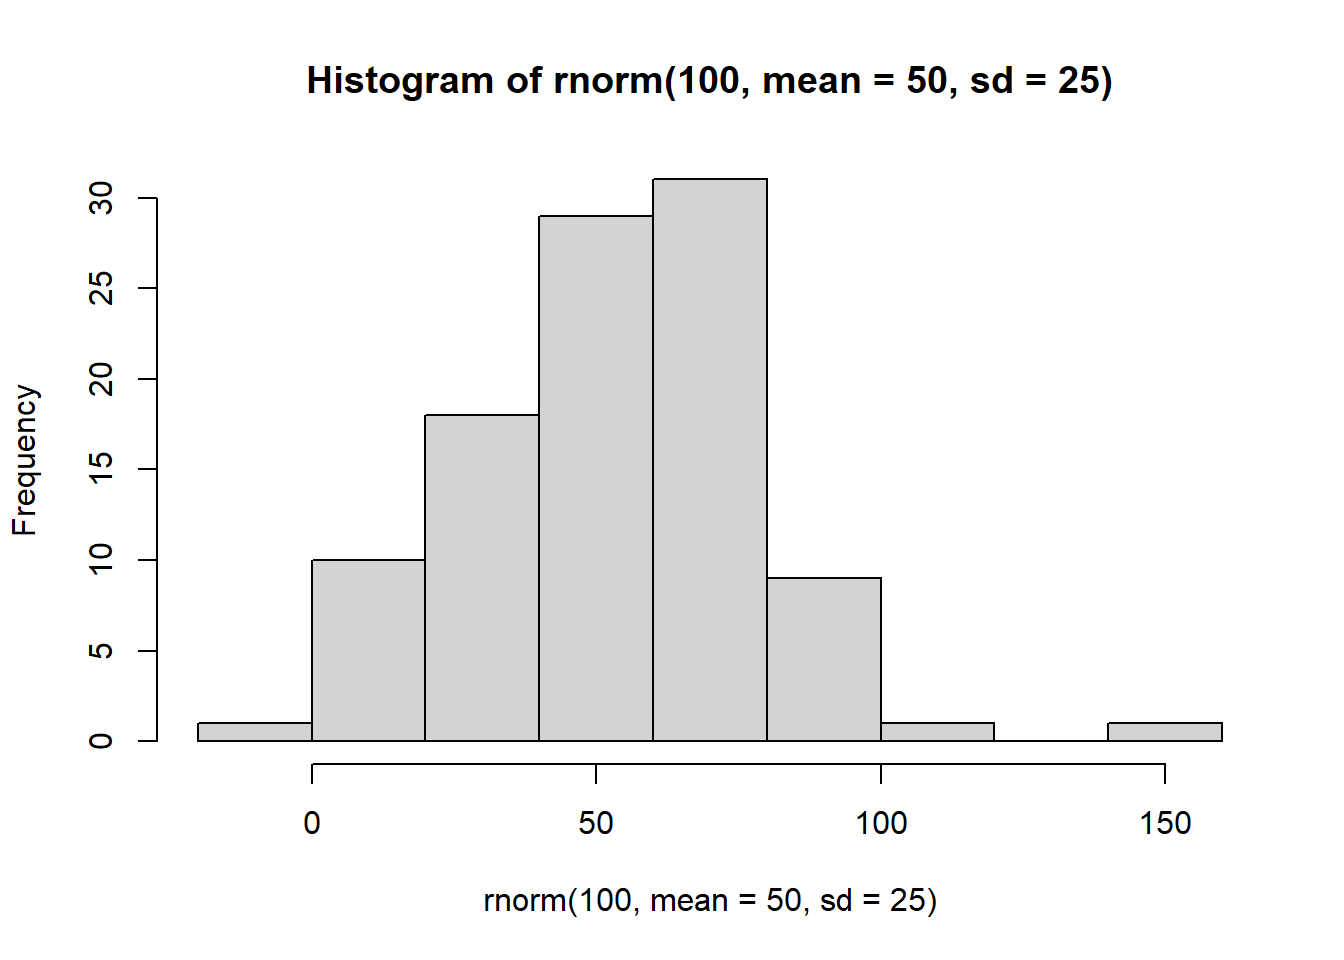 Histogram of rnorm(100, mean = 50, sd = 25)
Frequency
30
25
20
15
10
5
0
0 50 100 150
rnorm(100, mean = 50, sd = 25)